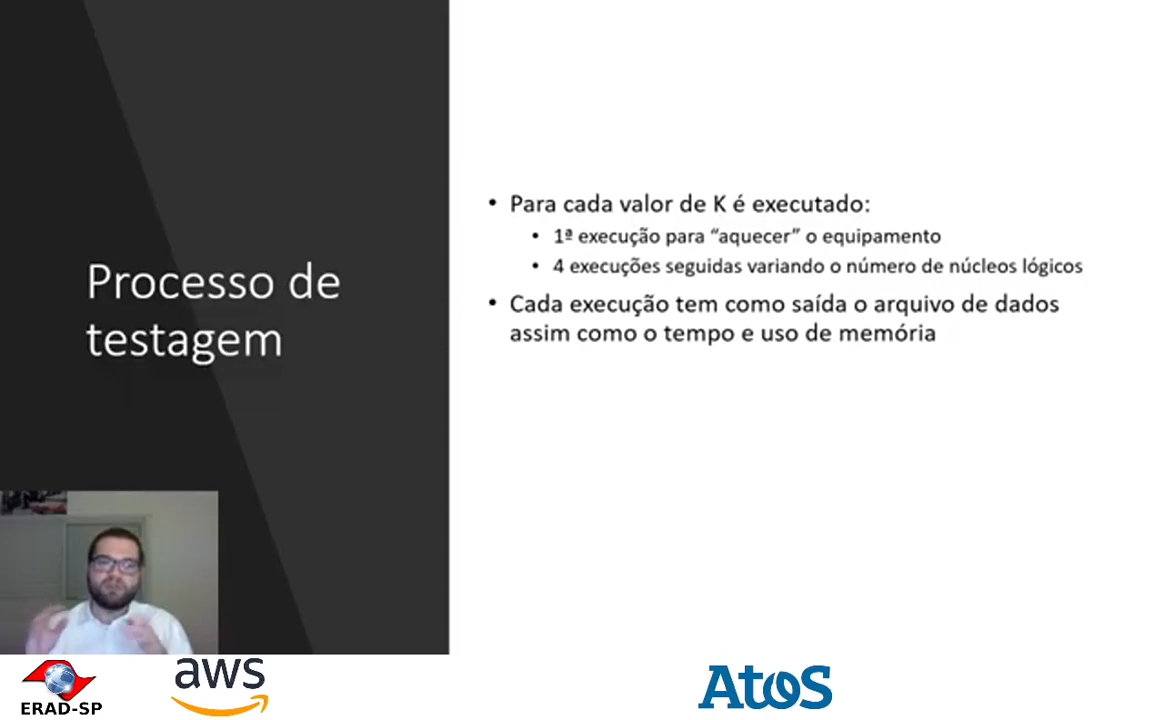 Processo de
testagem
• Para cada valor de K é executado:
• 1ª execução para “aquecer” o equipamento
• 4 execuções seguidas variando o número de núcleos lógicos
• Cada execução tem como saída o arquivo de dados
assim como o tempo e uso de memória
ERAD-SP
aws
Atos